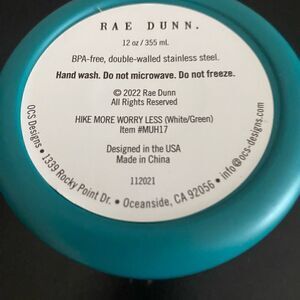 RAE DUNN.
12 oz / 355 mL
BPA-free, double-walled stainless steel.
Hand wash. Do not microwave. Do not freeze.
© 2022 Rae Dunn
All Rights Reserved
HIKE MORE WORRY LESS (White/Green)
Item #MUH17
Designed in the USA
Made in China
112021
OCS Designs • 1339 Rocky Point Dr. • Oceanside, CA 92056 • info@ocs-designs.com